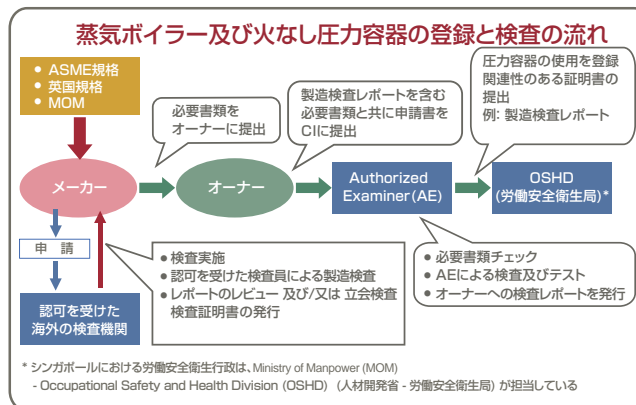 蒸気ボイラー及び火なし圧力容器の登録と検査の流れ
● ASME規格
● 英国規格
● MOM
必要書類を
オーナーに提出
製造検査レポートを含む
必要書類と共に申請書を
CIに提出
圧力容器の使用を登録
関連性のある証明書の
提出
例: 製造検査レポート
メーカー
オーナー
Authorized
Examiner(AE)
OSHD
(労働安全衛生局)*
申 請
認可を受けた
海外の検査機関
● 検査実施
● 認可を受けた検査員による製造検査
● レポートのレビュー 及び/又は 立会検査
検査証明書の発行
● 必要書類チェック
● AEによる検査及びテスト
● オーナーへの検査レポートを発行
* シンガポールにおける労働安全衛生行政は、Ministry of Manpower (MOM)
- Occupational Safety and Health Division (OSHD) (人材開発省 - 労働安全衛生局) が担当している